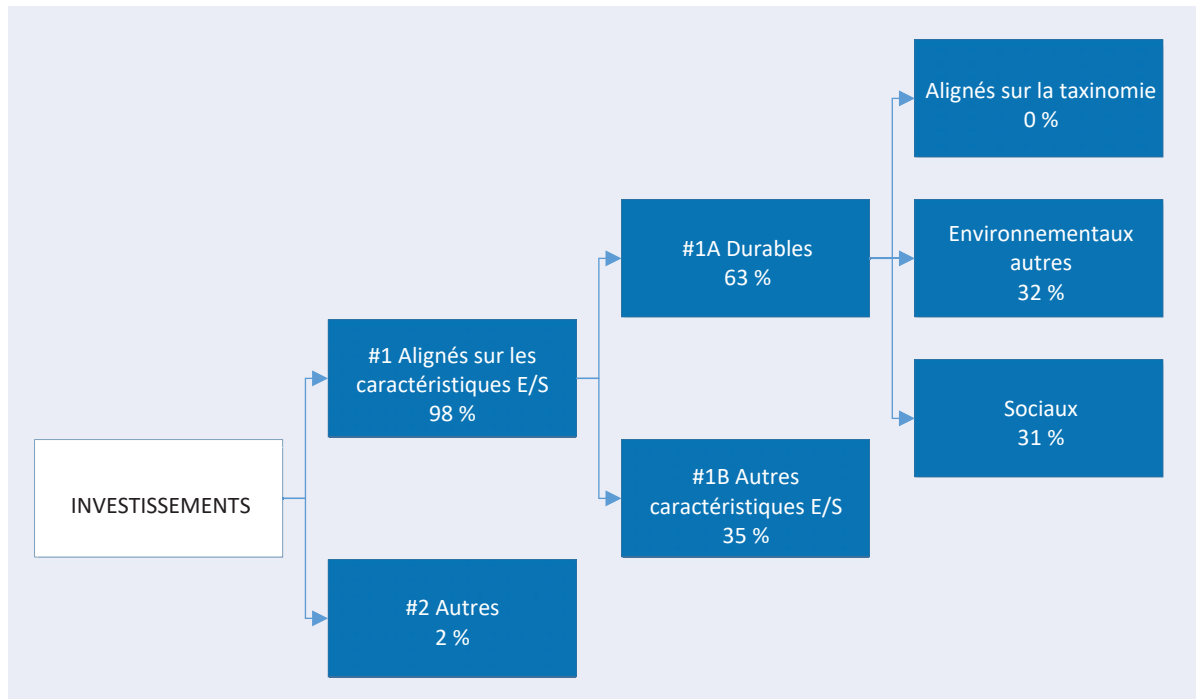 INVESTISSEMENTS
#1 Alignés sur les
caractéristiques E/S
98 %
#2 Autres
2 %
#1A Durables
63 %
#1B Autres
caractéristiques E/S
35 %
Alignés sur la taxinomie
0 %
Environnementaux
autres
32 %
Sociaux
31 %